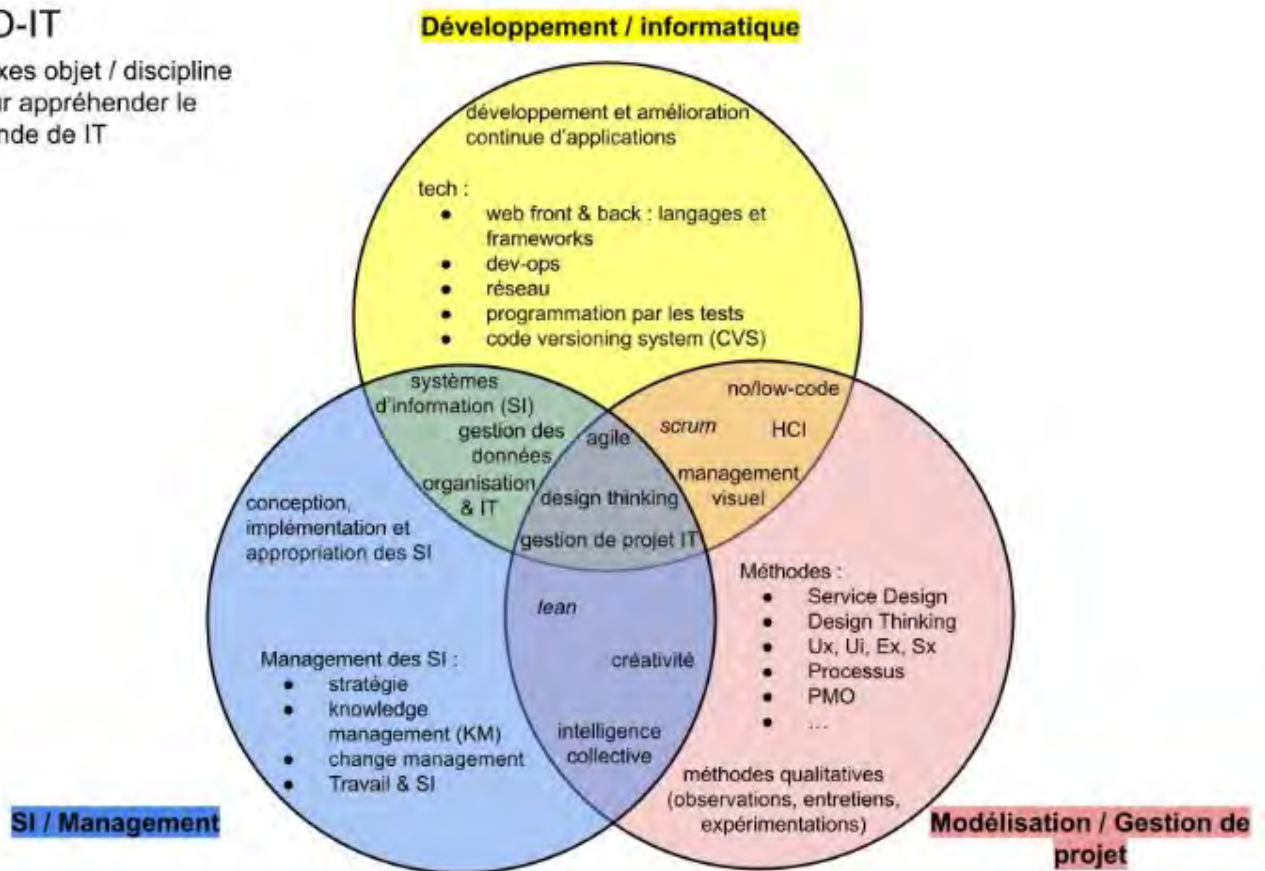 D-IT
Développement / informatique
xes objet / discipline
ur appréhender le
nde de IT
développement et amélioration
continue d'applications
tech :
● web front & back : langages et
frameworks
● dev-ops
● réseau
● programmation par les tests
● code versioning system (CVS)
systèmes
d'information (SI)
gestion des
données
organisation
& IT
no/low-code
scrum
HCI
management
visuel
agile
design thinking
gestion de projet IT
conception,
implémentation et
appropriation des SI
Management des SI :
● stratégie
● knowledge
management (KM)
● change management
● Travail & SI
lean
créativité
intelligence
collective
Méthodes :
● Service Design
● Design Thinking
● Ux, Ui, Ex, Sx
● Processus
● PMO
● …
méthodes qualitatives
(observations, entretiens,
expérimentations)
SI / Management
Modélisation / Gestion de
projet